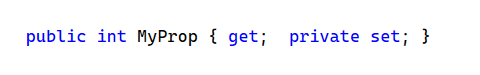 public int MyProp { get;  private set; }